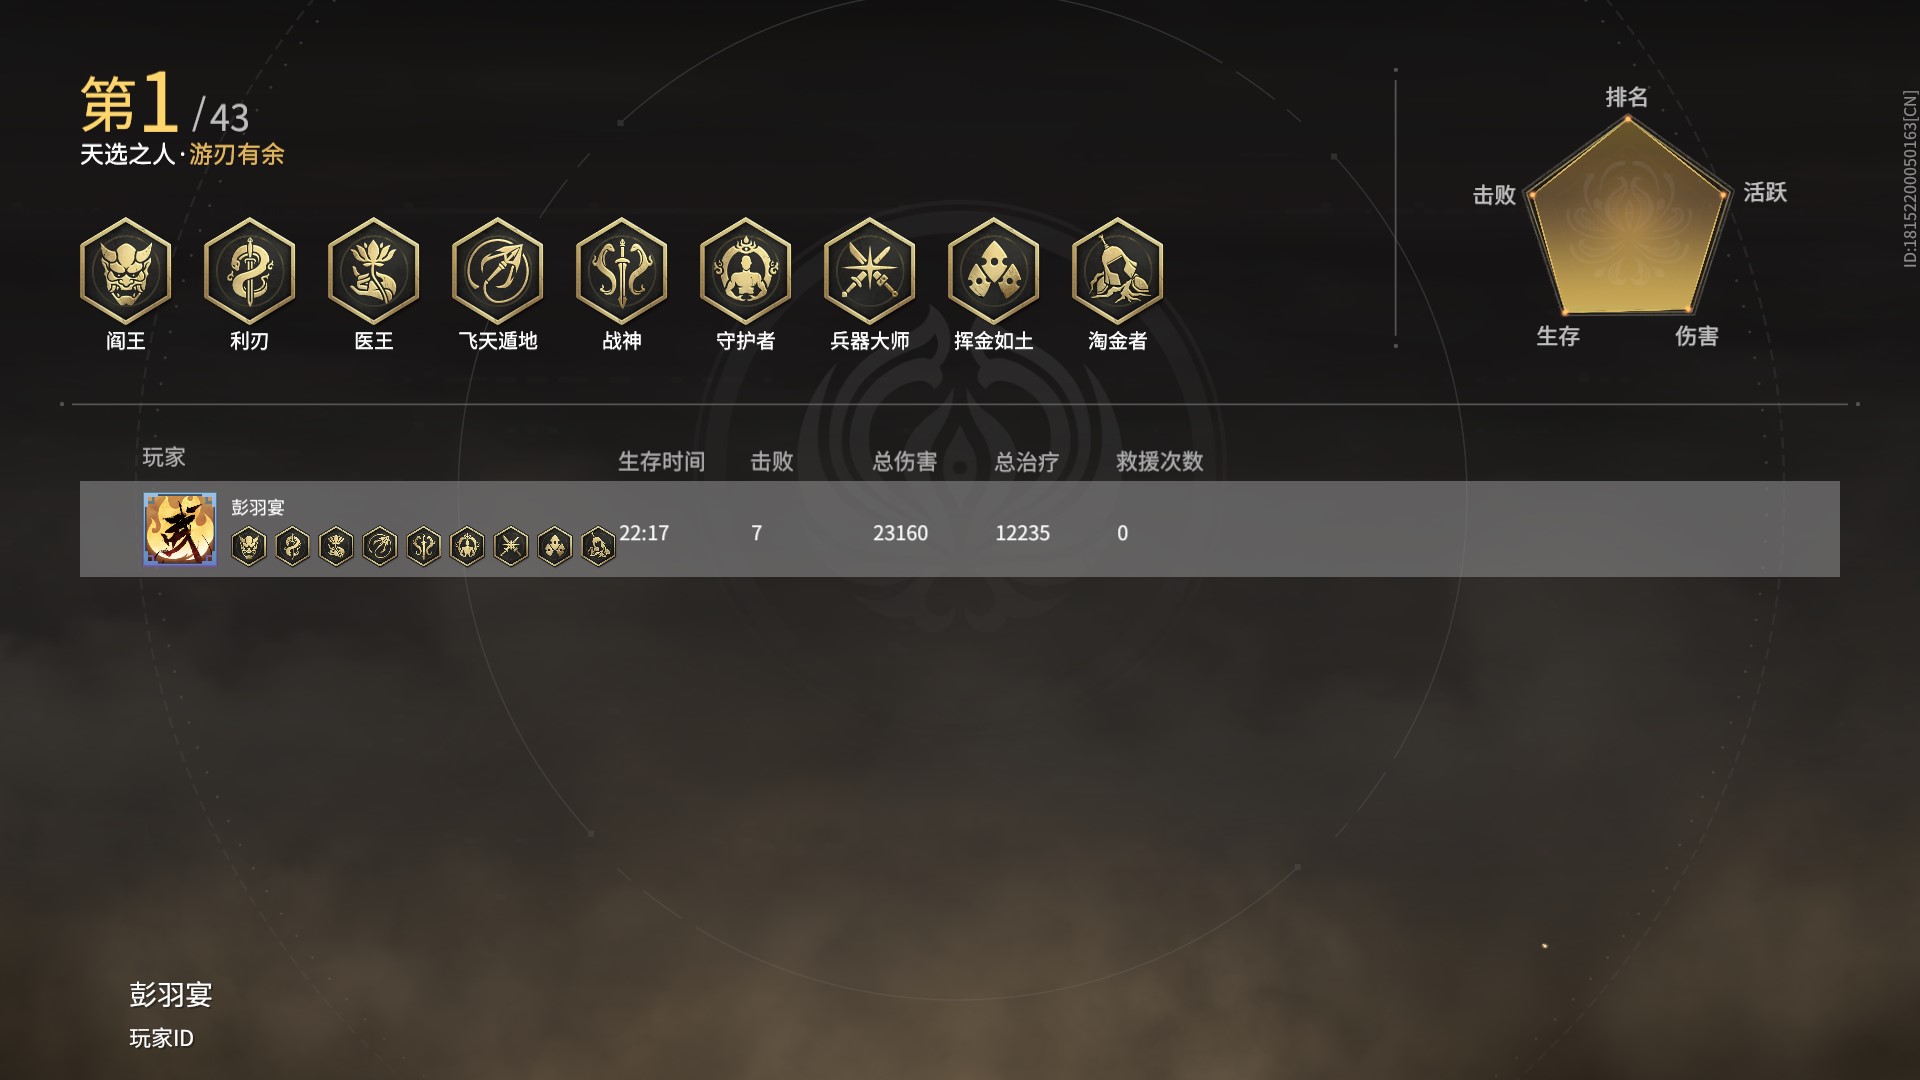 第1 /43
天选之人·游刃有余
阎王 利刃 医王 飞天遁地 战神 守护者 兵器大师 挥金如土 淘金者
排名
击败 活跃
生存 伤害
ID:181522000050163[CN]
玩家 生存时间 击败 总伤害 总治疗 救援次数
彭羽宴
22:17 7 23160 12235 0
彭羽宴
玩家ID